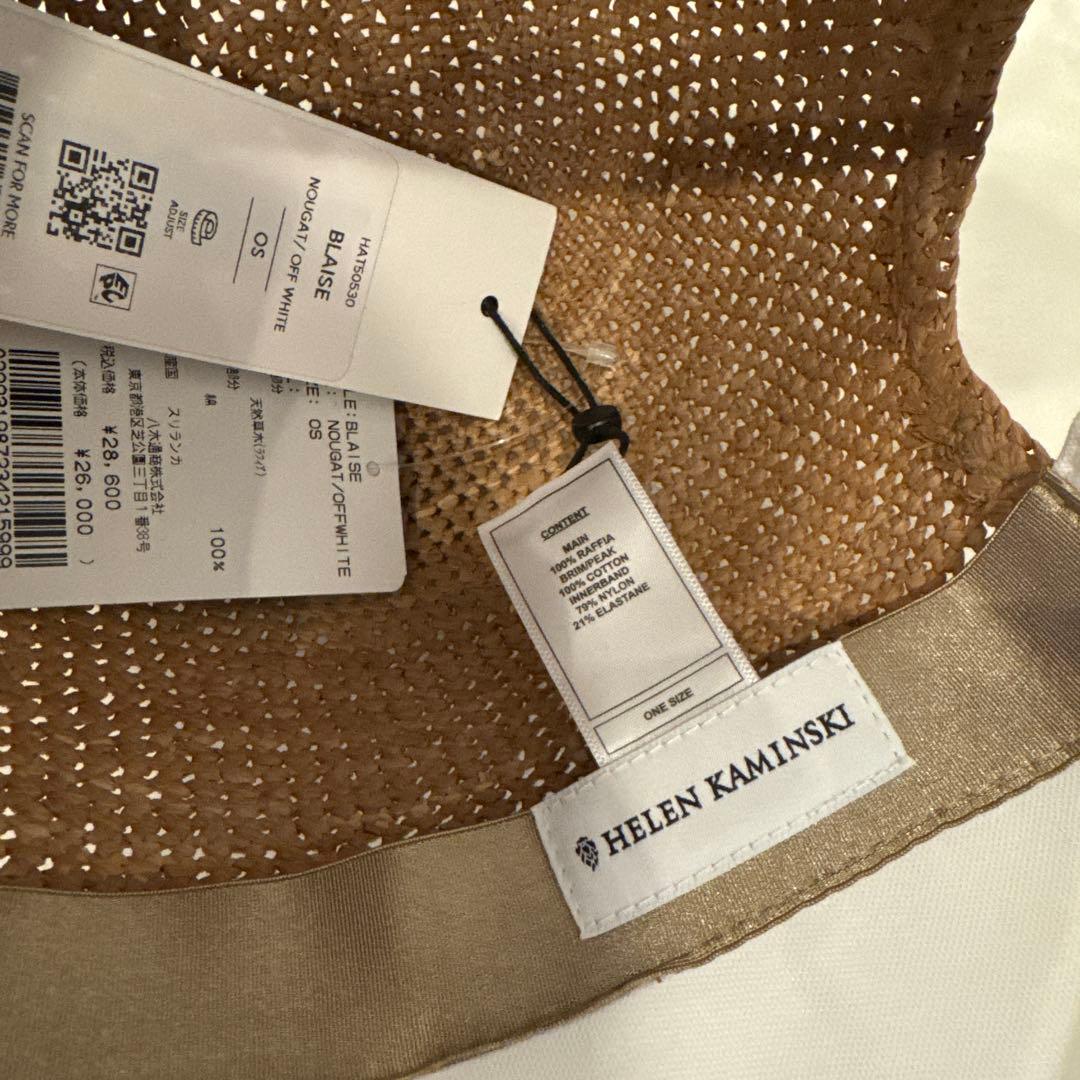 HAT50530
BLAISE
NOUGAT/ OFF WHITE
OS
SIZE
ADJUST
SCAN FOR MORE
LE:BLAISE
: NOUGAT/OFFWHITE
ZE: OS
天然草木(ラフィア)
綿
100%
スリランカ
八木通商株式会社
東京都港区芝公園三丁目1番36号
税込価格 ¥28,600
(本体価格 ¥26,000 )
CONTENT
MAIN
100% RAFFIA
BRIM/PEAK
100% COTTON
INNERBAND
79% NYLON
21% ELASTANE
ONE SIZE
HELEN KAMINSKI